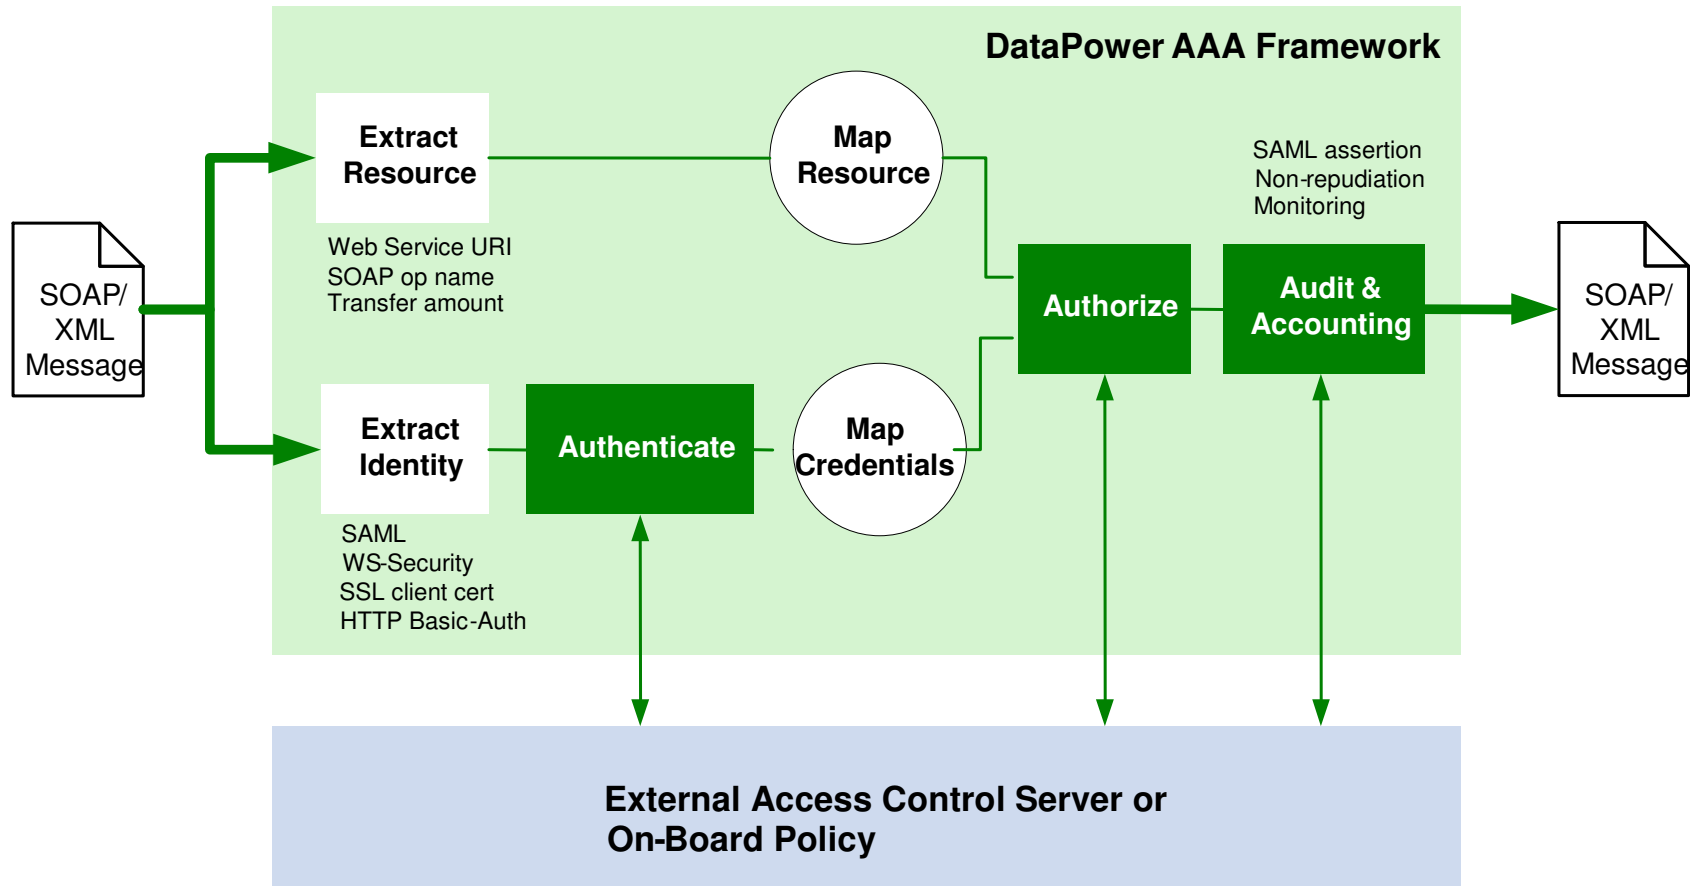 DataPower AAA Framework
Extract
Resource
Map
Resource
SAML assertion
Non-repudiation
Monitoring
Web Service URI
SOAP op name
Transfer amount
SOAP/
XML
Message
Authorize
Audit &
Accounting
SOAP/
XML
Message
Extract
Identity
Authenticate
Map
Credentials
SAML
WS-Security
SSL client cert
HTTP Basic-Auth
External Access Control Server or
On-Board Policy